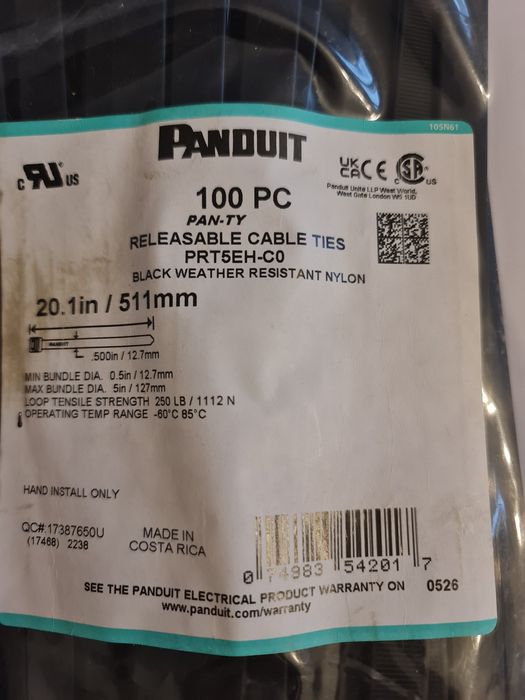 105N61
PANDUIT
c RU US
UK CA CE c SA US
Panduit Units LLP West World,
West Gate London W5 1UD
100 PC
PAN-TY
RELEASABLE CABLE TIES
PRT5EH-C0
BLACK WEATHER RESISTANT NYLON
20.1in / 511mm
PANDUIT
.500in / 12.7mm
MIN BUNDLE DIA. 0.5in / 12.7mm
MAX BUNDLE DIA. 5in / 127mm
LOOP TENSILE STRENGTH 250 LB / 1112 N
OPERATING TEMP RANGE -60°C 85°C
HAND INSTALL ONLY
QC#:17387650U
(17468) 2238
MADE IN
COSTA RICA
0 74983 54201 7
SEE THE PANDUIT ELECTRICAL PRODUCT WARRANTY ON
www.panduit.com/warranty
0526